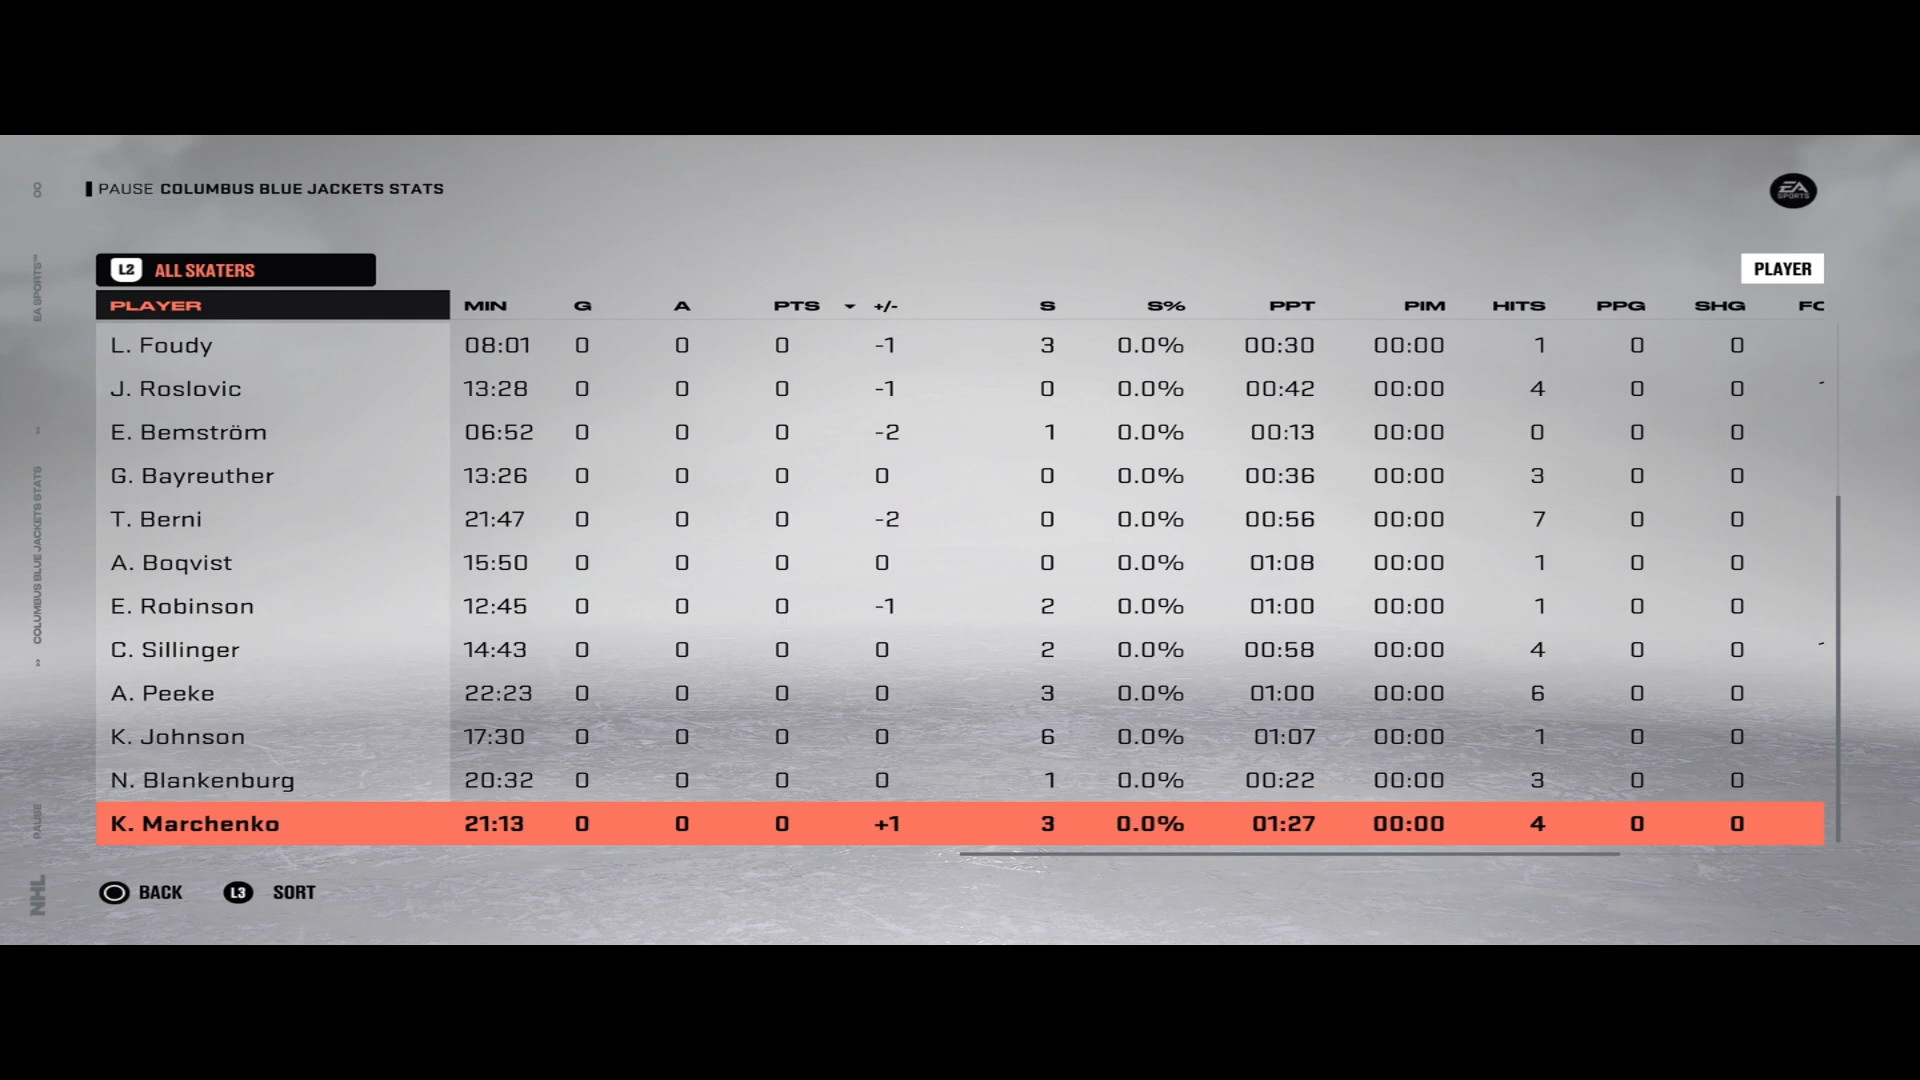 PAUSE COLUMBUS BLUE JACKETS STATS
EA SPORTS
L2 ALL SKATERS
PLAYER
PLAYER MIN G A PTS +/- S S% PPT PIM HITS PPG SHG
L. Foudy 08:01 0 0 0 -1 3 0.0% 00:30 00:00 1 0 0
J. Roslovic 13:28 0 0 0 -1 0 0.0% 00:42 00:00 4 0 0
E. Bemström 06:52 0 0 0 -2 1 0.0% 00:13 00:00 0 0 0
G. Bayreuther 13:26 0 0 0 0 0 0.0% 00:36 00:00 3 0 0
T. Berni 21:47 0 0 0 -2 0 0.0% 00:56 00:00 7 0 0
A. Boqvist 15:50 0 0 0 0 0 0.0% 01:08 00:00 1 0 0
E. Robinson 12:45 0 0 0 -1 2 0.0% 01:00 00:00 1 0 0
C. Sillinger 14:43 0 0 0 0 2 0.0% 00:58 00:00 4 0 0
A. Peeke 22:23 0 0 0 0 3 0.0% 01:00 00:00 6 0 0
K. Johnson 17:30 0 0 0 0 6 0.0% 01:07 00:00 1 0 0
N. Blankenburg 20:32 0 0 0 0 1 0.0% 00:22 00:00 3 0 0
K. Marchenko 21:13 0 0 0 +1 3 0.0% 01:27 00:00 4 0 0
BACK L3 SORT
NHL PAUSE » COLUMBUS BLUE JACKETS STATS » EA SPORTS™